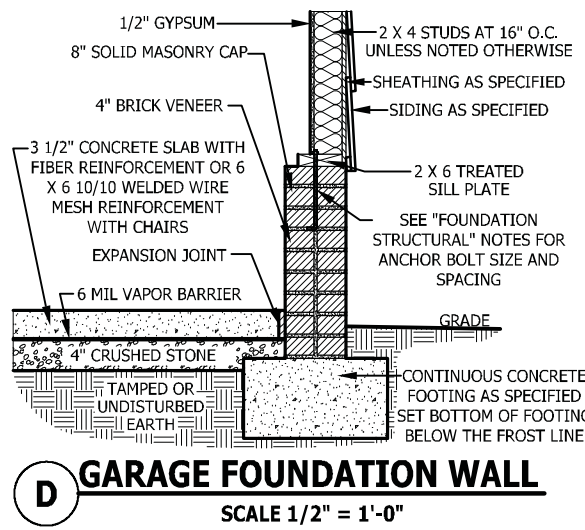 1/2" GYPSUM
8" SOLID MASONRY CAP
4" BRICK VENEER
3 1/2" CONCRETE SLAB WITH
FIBER REINFORCEMENT OR 6
X 6 10/10 WELDED WIRE
MESH REINFORCEMENT
WITH CHAIRS
EXPANSION JOINT
6 MIL VAPOR BARRIER
4" CRUSHED STONE
TAMPED OR
UNDISTURBED
EARTH
2 X 4 STUDS AT 16" O.C.
UNLESS NOTED OTHERWISE
SHEATHING AS SPECIFIED
SIDING AS SPECIFIED
2 X 6 TREATED
SILL PLATE
SEE "FOUNDATION
STRUCTURAL" NOTES FOR
ANCHOR BOLT SIZE AND
SPACING
GRADE
CONTINUOUS CONCRETE
FOOTING AS SPECIFIED
SET BOTTOM OF FOOTING
BELOW THE FROST LINE
D
GARAGE FOUNDATION WALL
SCALE 1/2" = 1'-0"